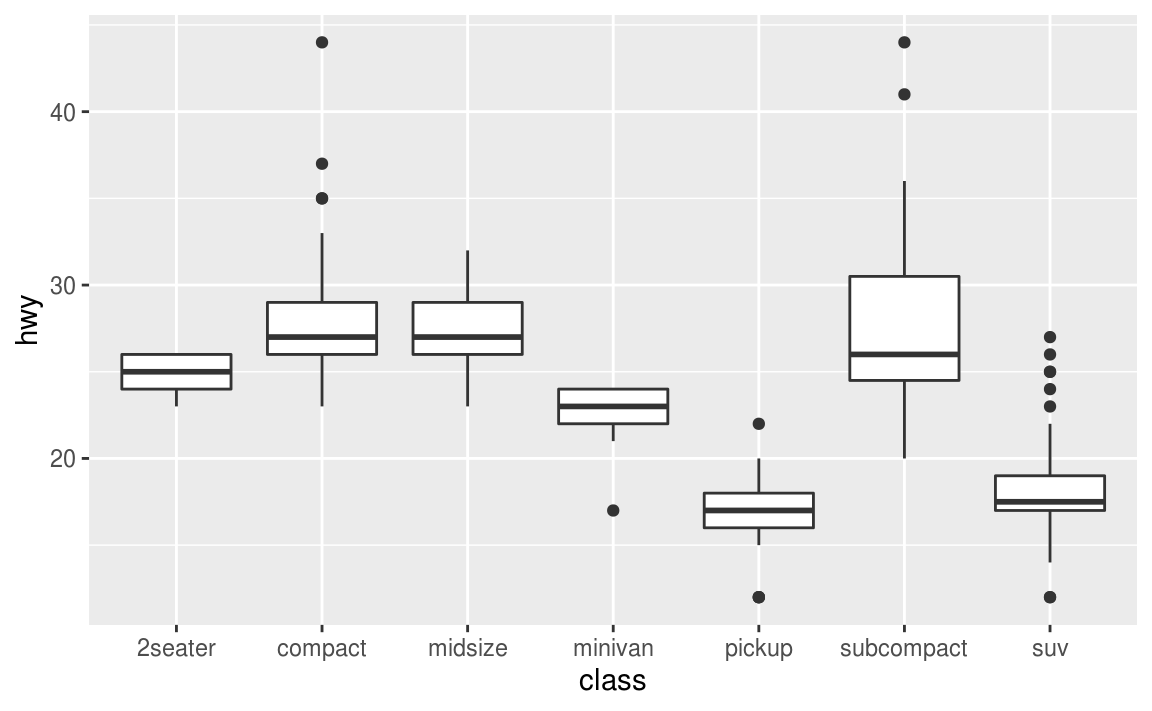 40
30
20
hwy
2seater compact midsize minivan pickup subcompact suv
class